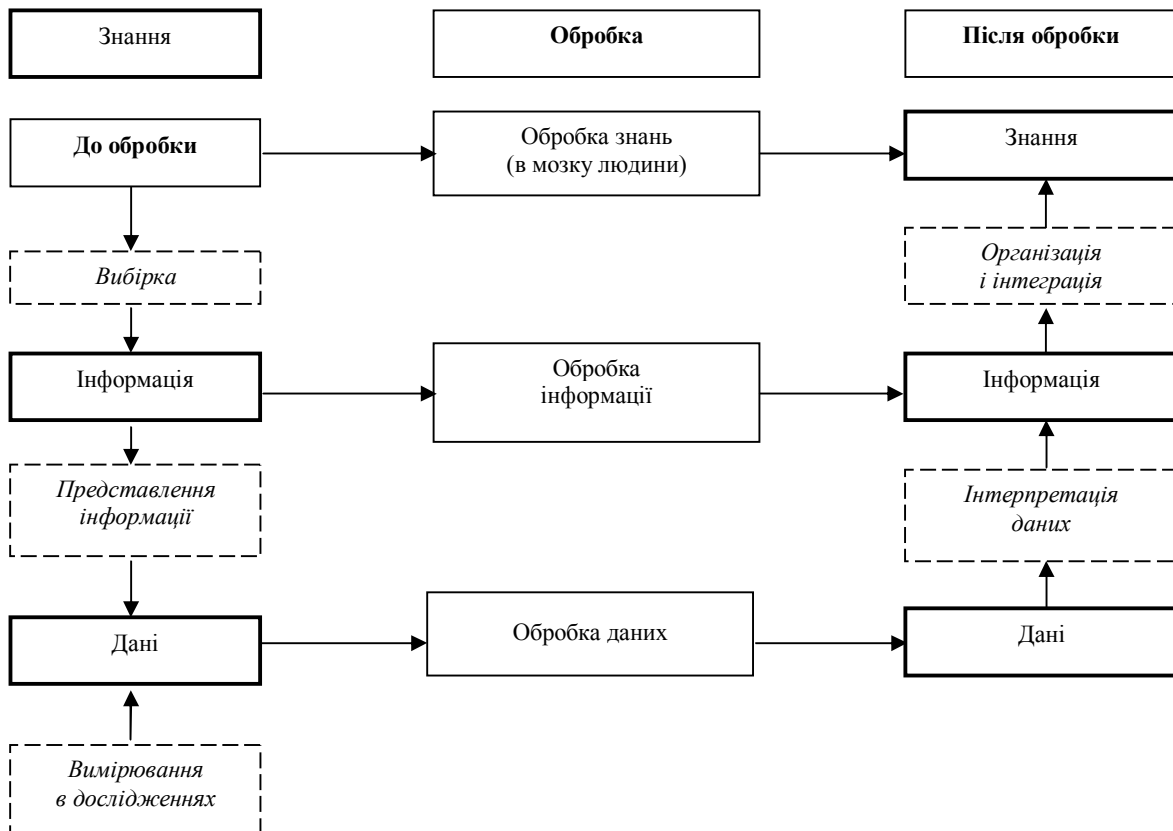 Знання
Обробка
Після обробки
До обробки
Обробка знань
(в мозку людини)
Знання
Вибірка
Організація
і інтеграція
Інформація
Обробка
інформації
Інформація
Представлення
інформації
Інтерпретація
даних
Дані
Обробка даних
Дані
Вимірювання
в дослідженнях